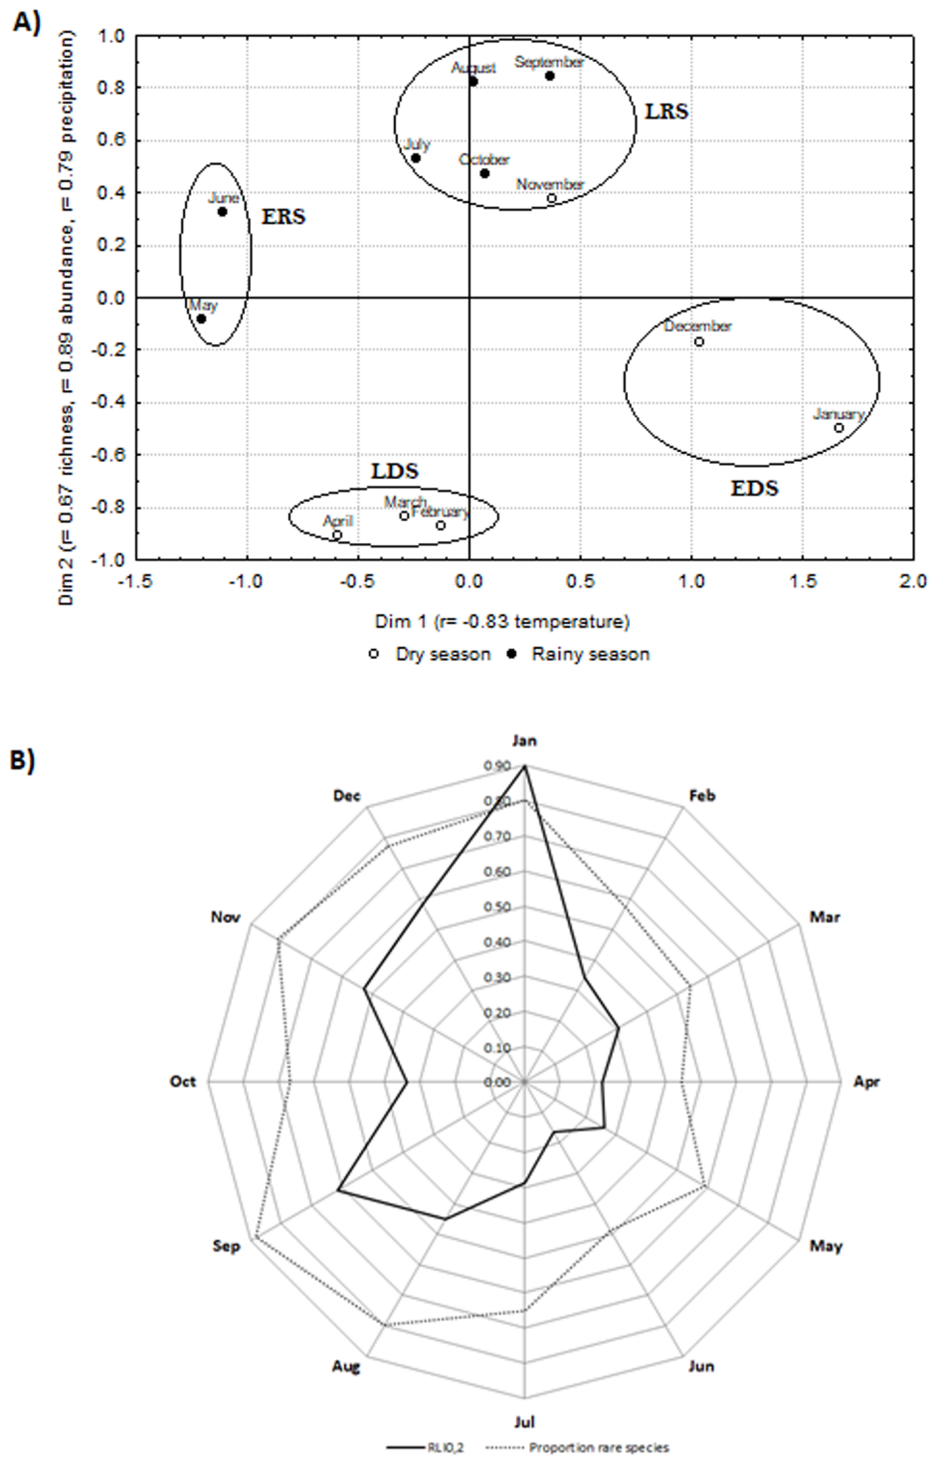 A)
Dim 2 (r= 0.67 richness, r= 0.89 abundance, r= 0.79 precipitation)
1.0
0.8
0.6
0.4
0.2
0.0
-0.2
-0.4
-0.6
-0.8
-1.0
August
September
LRS
July
October
November
June
ERS
May
December
January
EDS
LDS
March
February
April
-1.5 -1.0 -0.5 0.0 0.5 1.0 1.5 2.0
Dim 1 (r= -0.83 temperature)
Dry season Rainy season
B)
Jan
Feb
Mar
Apr
May
Jun
Jul
Aug
Sep
Oct
Nov
Dec
0.90
0.80
0.70
0.60
0.50
0.40
0.30
0.20
0.10
0.00
RLI0,2 Proportion rare species